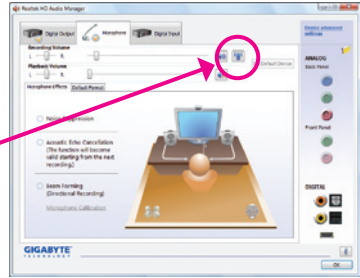 Realtek HD Audio Manager
Digital Output
Microphone
Digital Input
Device advanced
settings
Recording Volume
L
R
Playback Volume
L
R
Default Device
Microphone Effects
Default Format
Noise Suppression
Acoustic Echo Cancellation
(The function will become
valid starting from the next
recording.)
Beam Forming
(Directional Recording)
Microphone Calibration
ANALOG
Back Panel
Front Panel
DIGITAL
GIGABYTE
TECHNOLOGY
OK